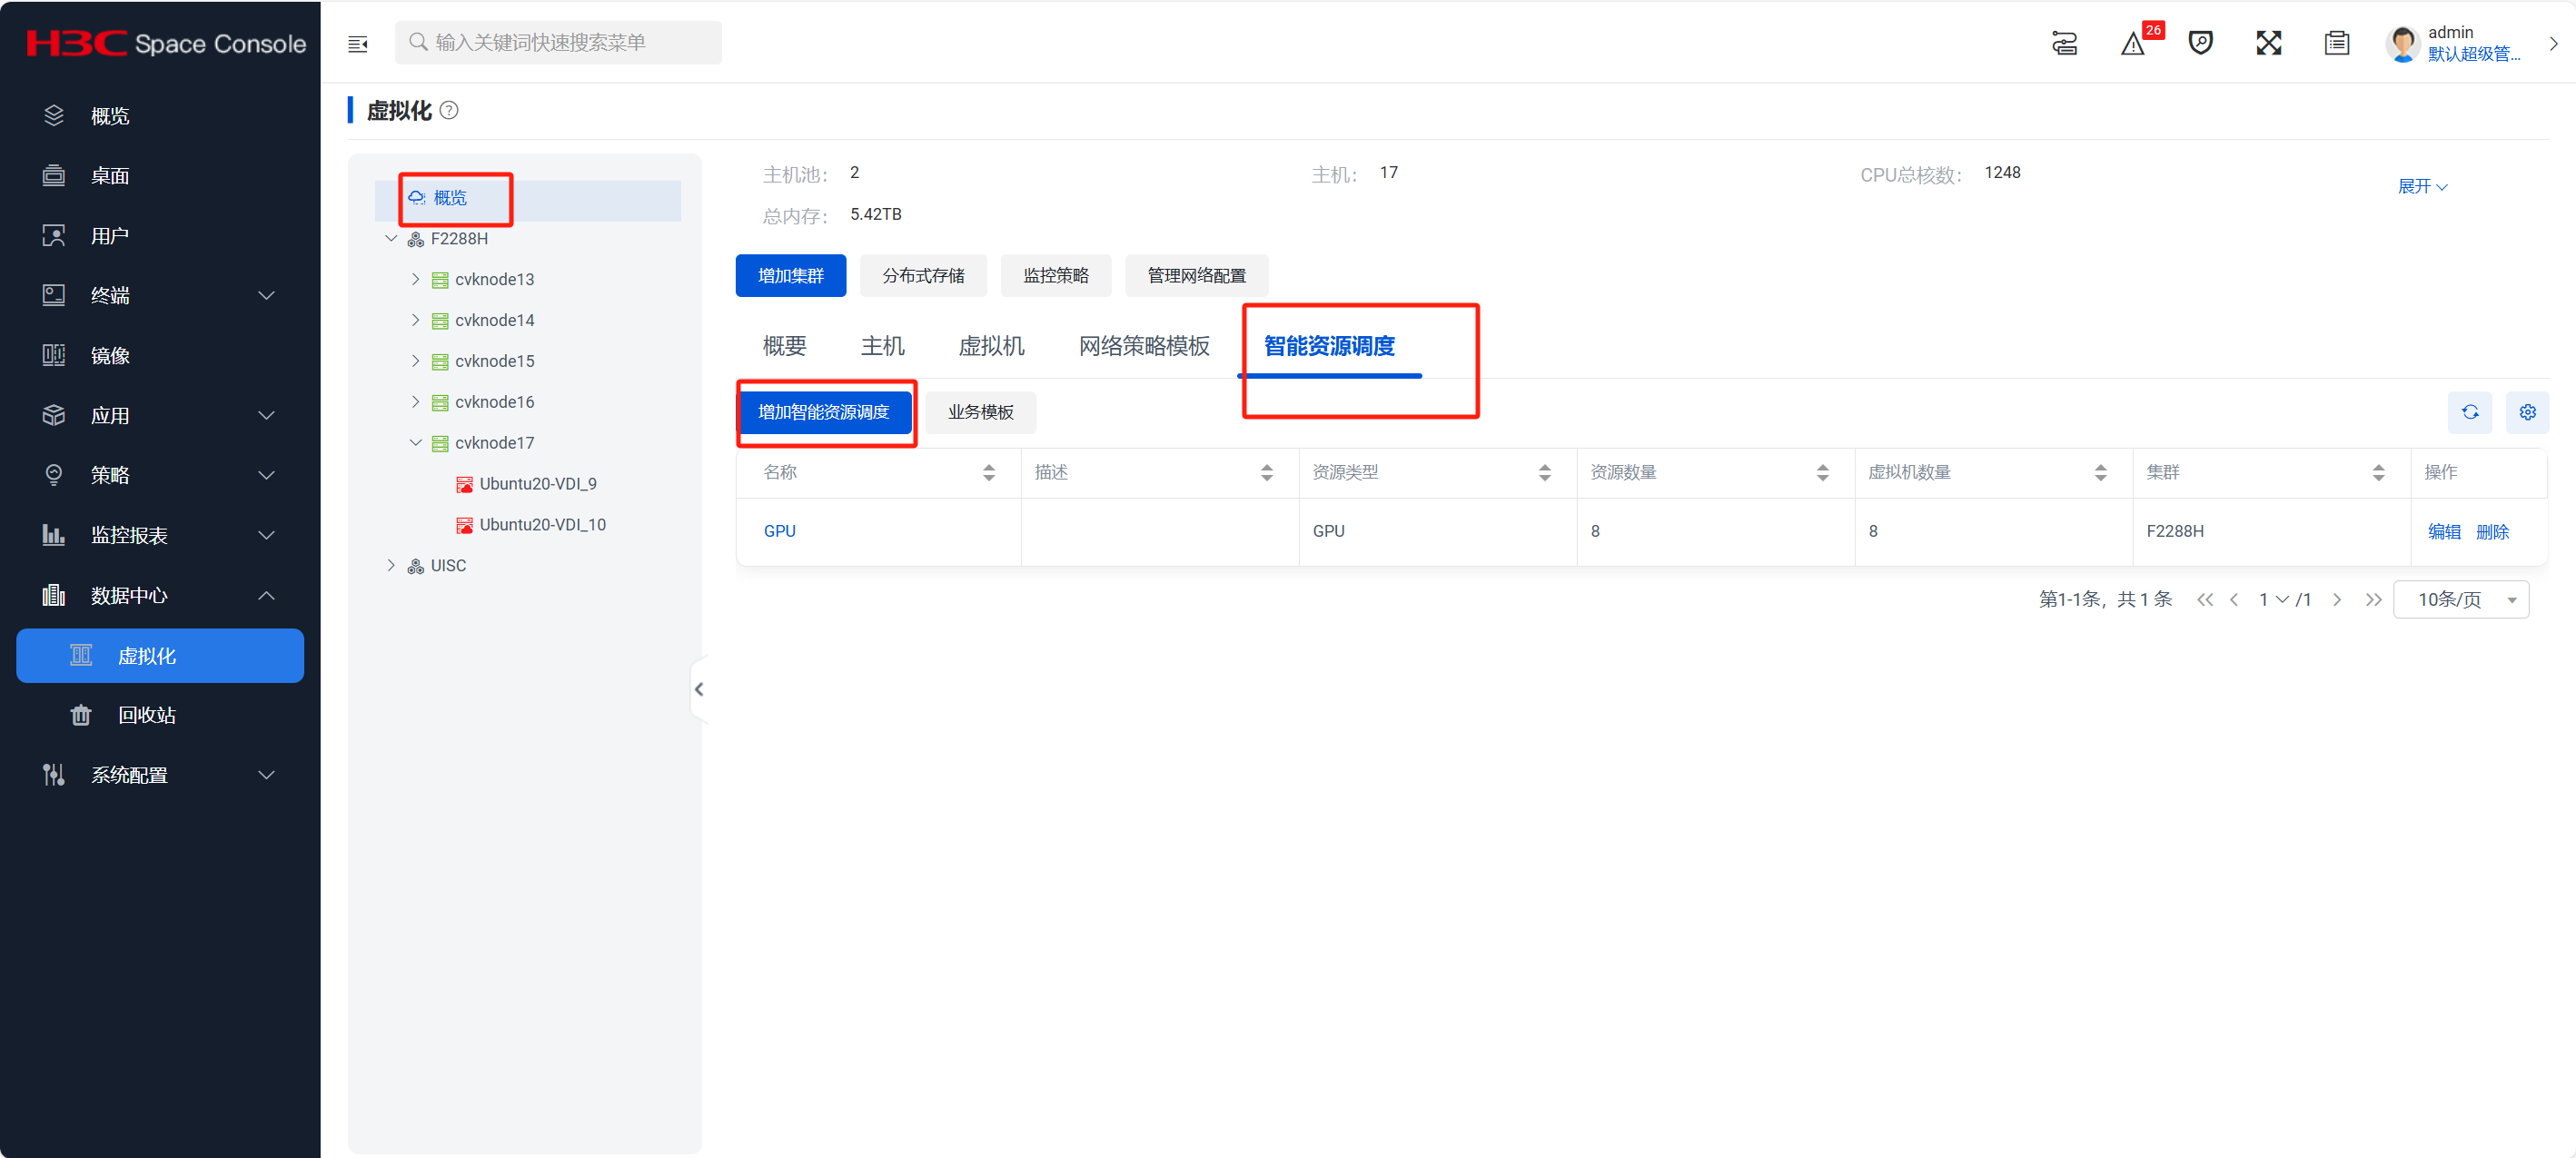 H3C Space Console
输入关键词快速搜索菜单
26
admin
默认超级管...
概览
桌面
用户
终端
镜像
应用
策略
监控报表
数据中心
虚拟化
回收站
系统配置
虚拟化
概览
F2288H
cvknode13
cvknode14
cvknode15
cvknode16
cvknode17
Ubuntu20-VDI_9
Ubuntu20-VDI_10
UISC
主机池： 2 主机： 17 CPU总核数： 1248
展开
总内存： 5.42TB
增加集群 分布式存储 监控策略 管理网络配置
概要 主机 虚拟机 网络策略模板 智能资源调度
增加智能资源调度 业务模板
名称 描述 资源类型 资源数量 虚拟机数量 集群 操作
GPU GPU 8 8 F2288H 编辑 删除
第1-1条，共 1 条 1 /1 10条/页